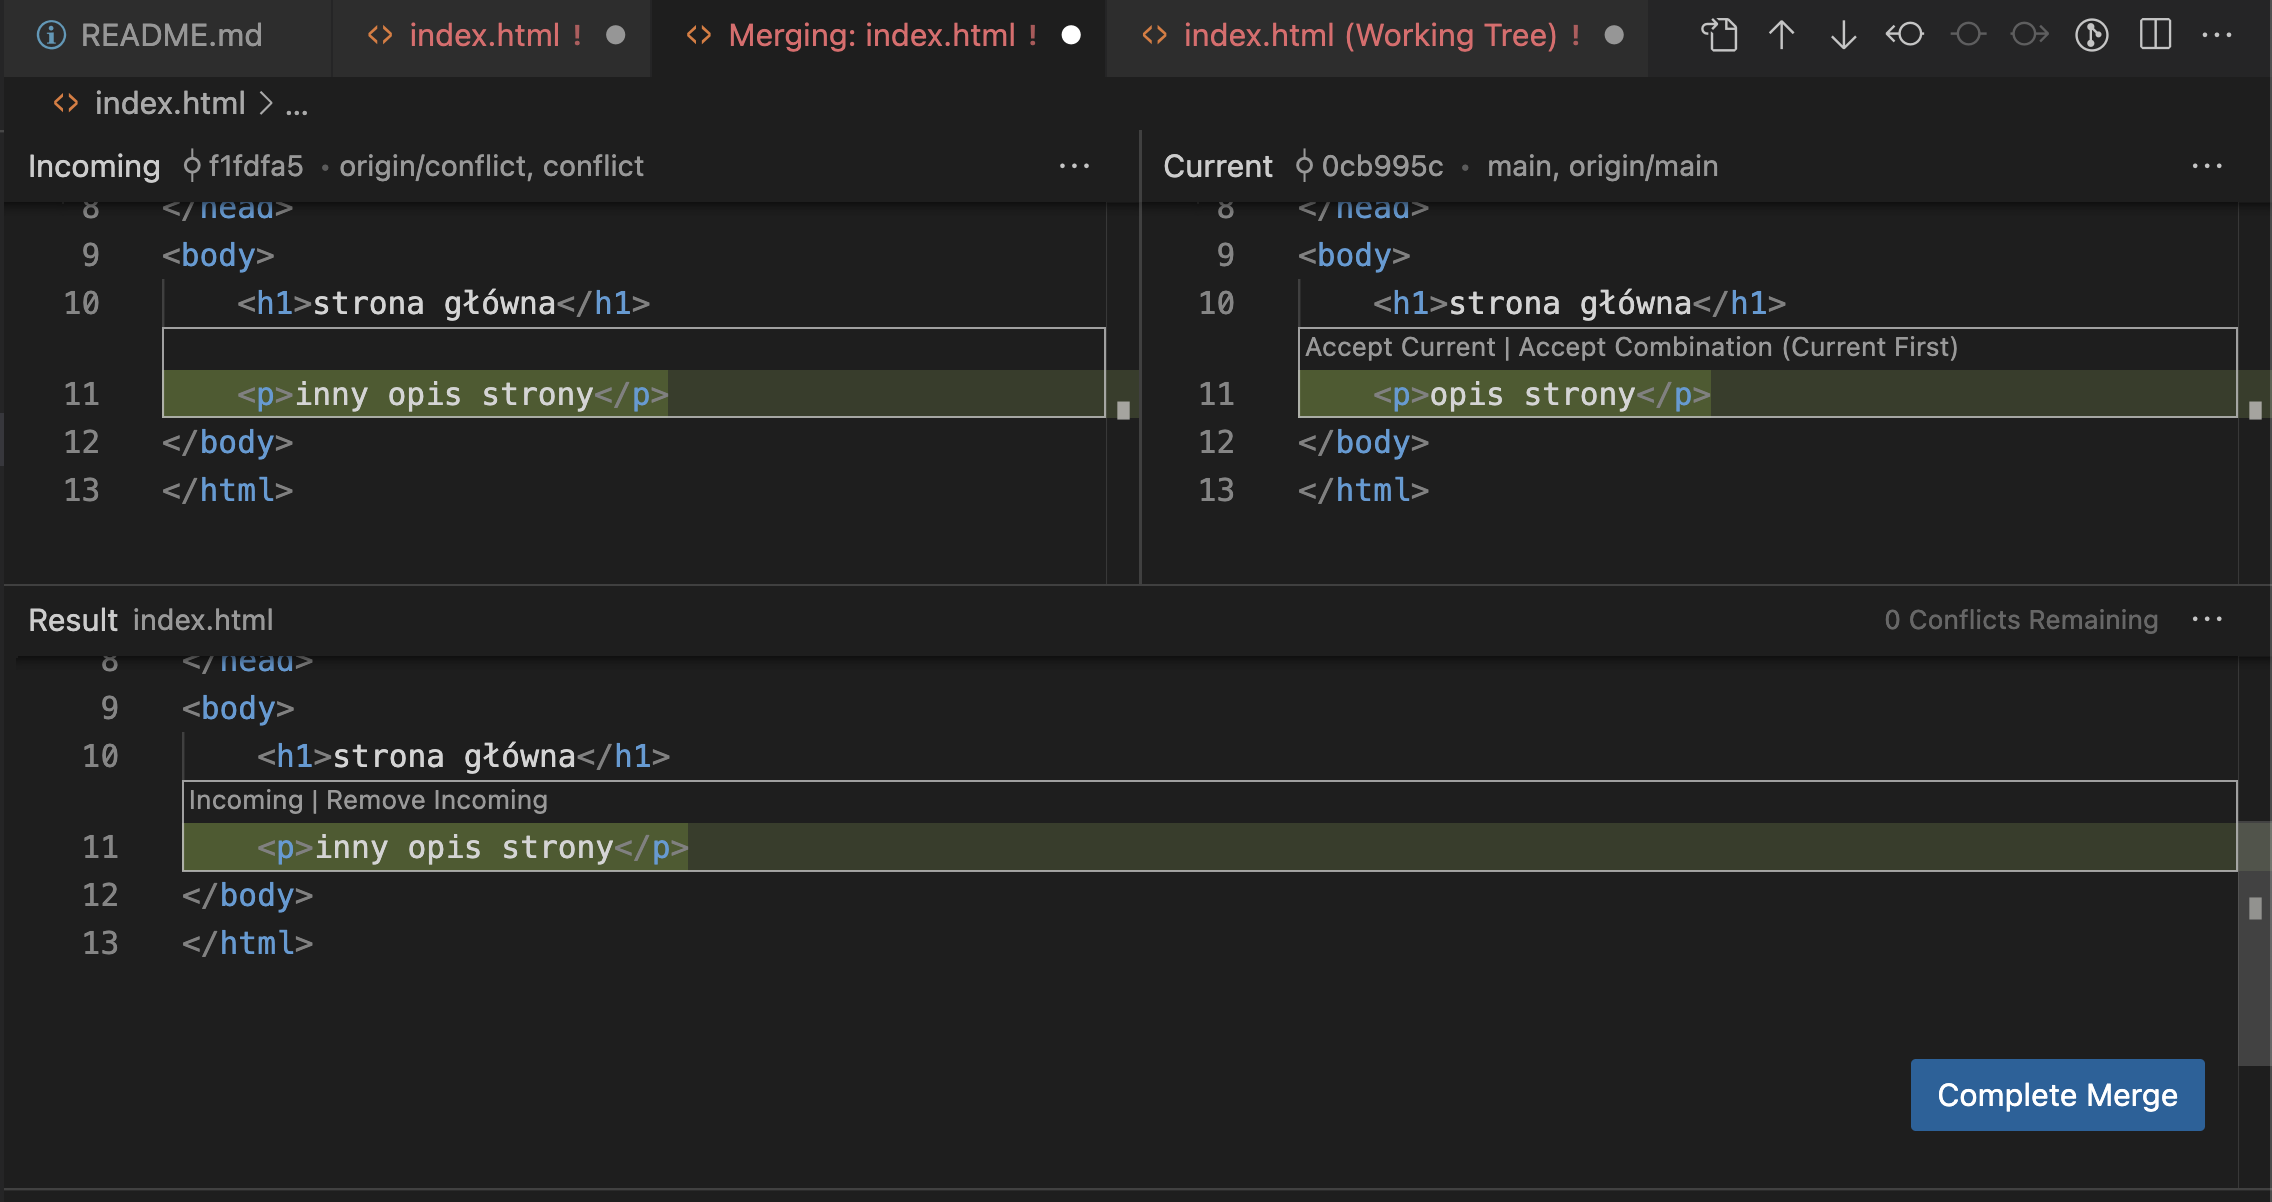 README.md index.html ! Merging: index.html ! index.html (Working Tree) !
index.html > ...
Incoming f1fdfa5 • origin/conflict, conflict
8 </head>
9 <body>
10 <h1>strona główna</h1>
11 <p>inny opis strony</p>
12 </body>
13 </html>
Current 0cb995c • main, origin/main
8 </head>
9 <body>
10 <h1>strona główna</h1>
Accept Current | Accept Combination (Current First)
11 <p>opis strony</p>
12 </body>
13 </html>
Result index.html 0 Conflicts Remaining
8 </head>
9 <body>
10 <h1>strona główna</h1>
Incoming | Remove Incoming
11 <p>inny opis strony</p>
12 </body>
13 </html>
Complete Merge